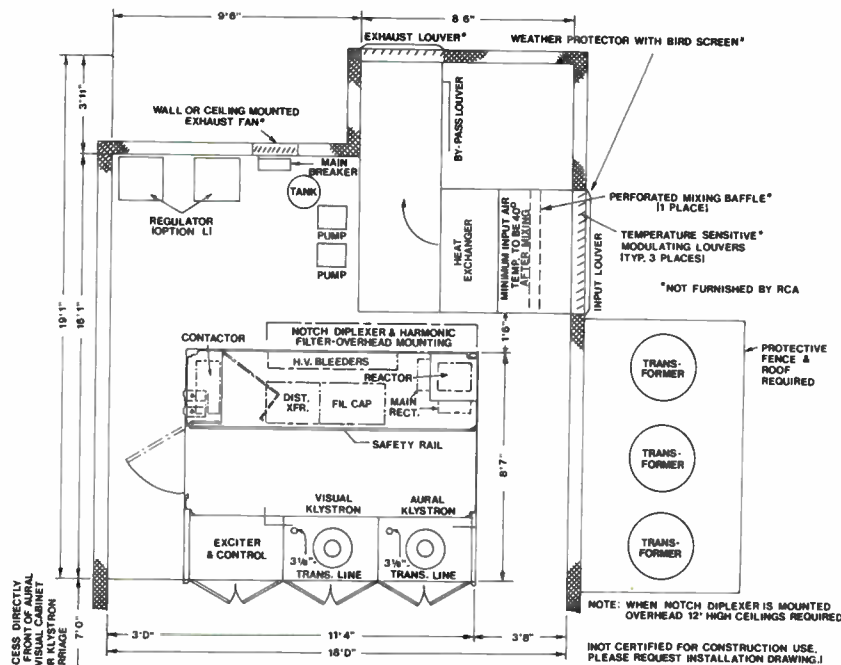 9'6"
8'6"
EXHAUST LOUVER*
WEATHER PROTECTOR WITH BIRD SCREEN*
3'11"
WALL OR CEILING MOUNTED
EXHAUST FAN*
BY-PASS LOUVER
MAIN
BREAKER
TANK
REGULATOR
(OPTION L)
PUMP
PUMP
HEAT
EXCHANGER
MINIMUM INPUT AIR
TEMP. TO BE 40°
AFTER MIXING
PERFORATED MIXING BAFFLE*
(1 PLACE)
TEMPERATURE SENSITIVE*
MODULATING LOUVERS
(TYP. 3 PLACES)
INPUT LOUVER
*NOT FURNISHED BY RCA
19'1"
16'1"
1'6"
CONTACTOR
NOTCH DIPLEXER & HARMONIC
FILTER-OVERHEAD MOUNTING
H.V. BLEEDERS
REACTOR
DIST.
XFR.
FIL CAP
MAIN
RECT.
SAFETY RAIL
8'7"
TRANS-
FORMER
PROTECTIVE
FENCE &
ROOF
REQUIRED
TRANS-
FORMER
TRANS-
FORMER
VISUAL
KLYSTRON
AURAL
KLYSTRON
EXCITER
& CONTROL
3⅛"
TRANS. LINE
3⅛"
TRANS. LINE
CESS DIRECTLY
FRONT OF AURAL
VISUAL CABINET
R KLYSTRON
RRIAGE
7'0"
3'0"
11'4"
3'8"
18'0"
NOTE: WHEN NOTCH DIPLEXER IS MOUNTED
OVERHEAD 12' HIGH CEILINGS REQUIRED
(NOT CERTIFIED FOR CONSTRUCTION USE,
PLEASE REQUEST INSTALLATION DRAWING.)